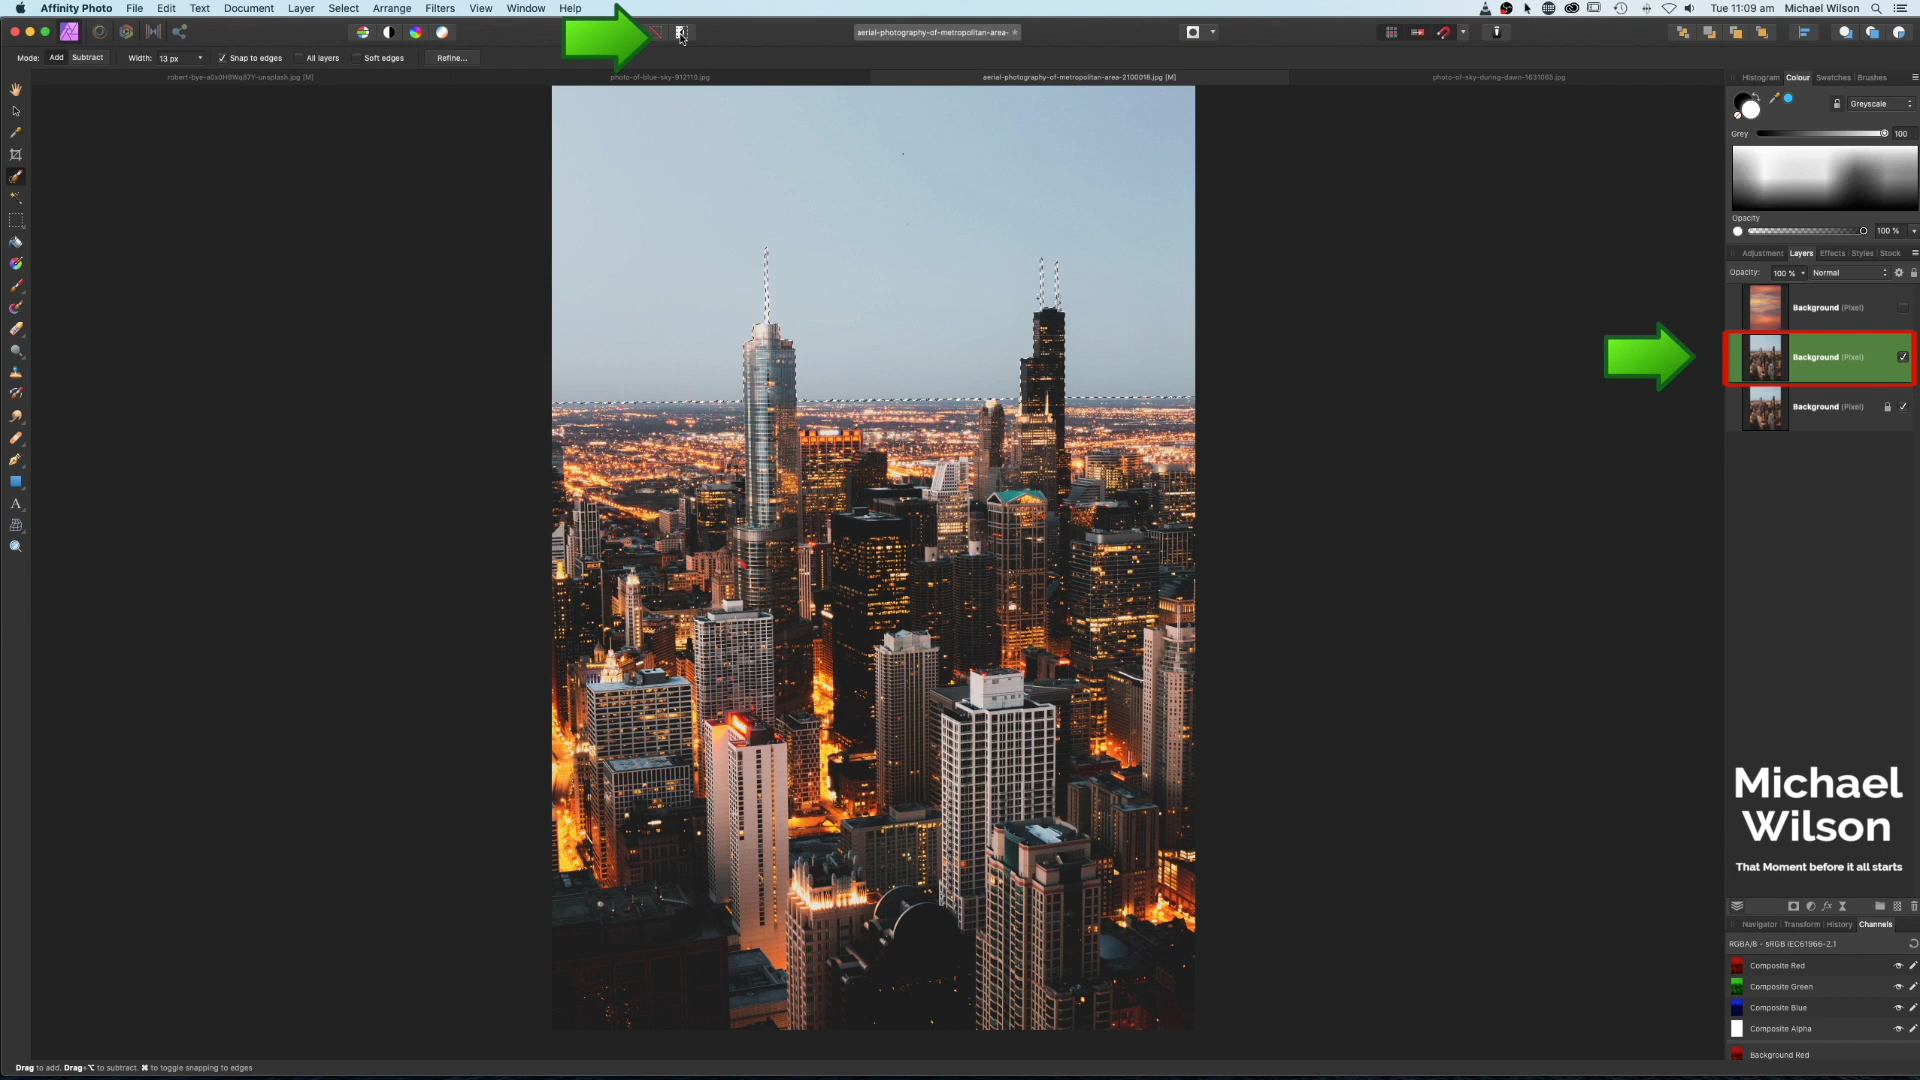 Affinity Photo File Edit Text Document Layer Select Arrange Filters View Window Help Tue 11:09 am Michael Wilson
aerial-photography-of-metropolitan-area-
Mode: Add Subtract Width: 13 px Snap to edges All layers Soft edges Refine...
photo-of-blue-sky-912110.jpg aerial-photography-of-metropolitan-area-2100018.jpg [M] photo-of-sky-during-dawn-1631065.jpg
Histogram Colour Swatches Brushes
Greyscale
Grey 100
Opacity
100 %
Adjustment Layers Effects Styles Stock
Opacity: 100 % Normal
Background (Pixel)
Background (Pixel)
Background (Pixel)
Michael
Wilson
That Moment before it all starts
Navigator Transform History Channels
RGBA/8 - sRGB IEC61966-2.1
Composite Red
Composite Green
Composite Blue
Composite Alpha
Background Red
Drag to add. Drag+⌥ to subtract. ⌘ to toggle snapping to edges